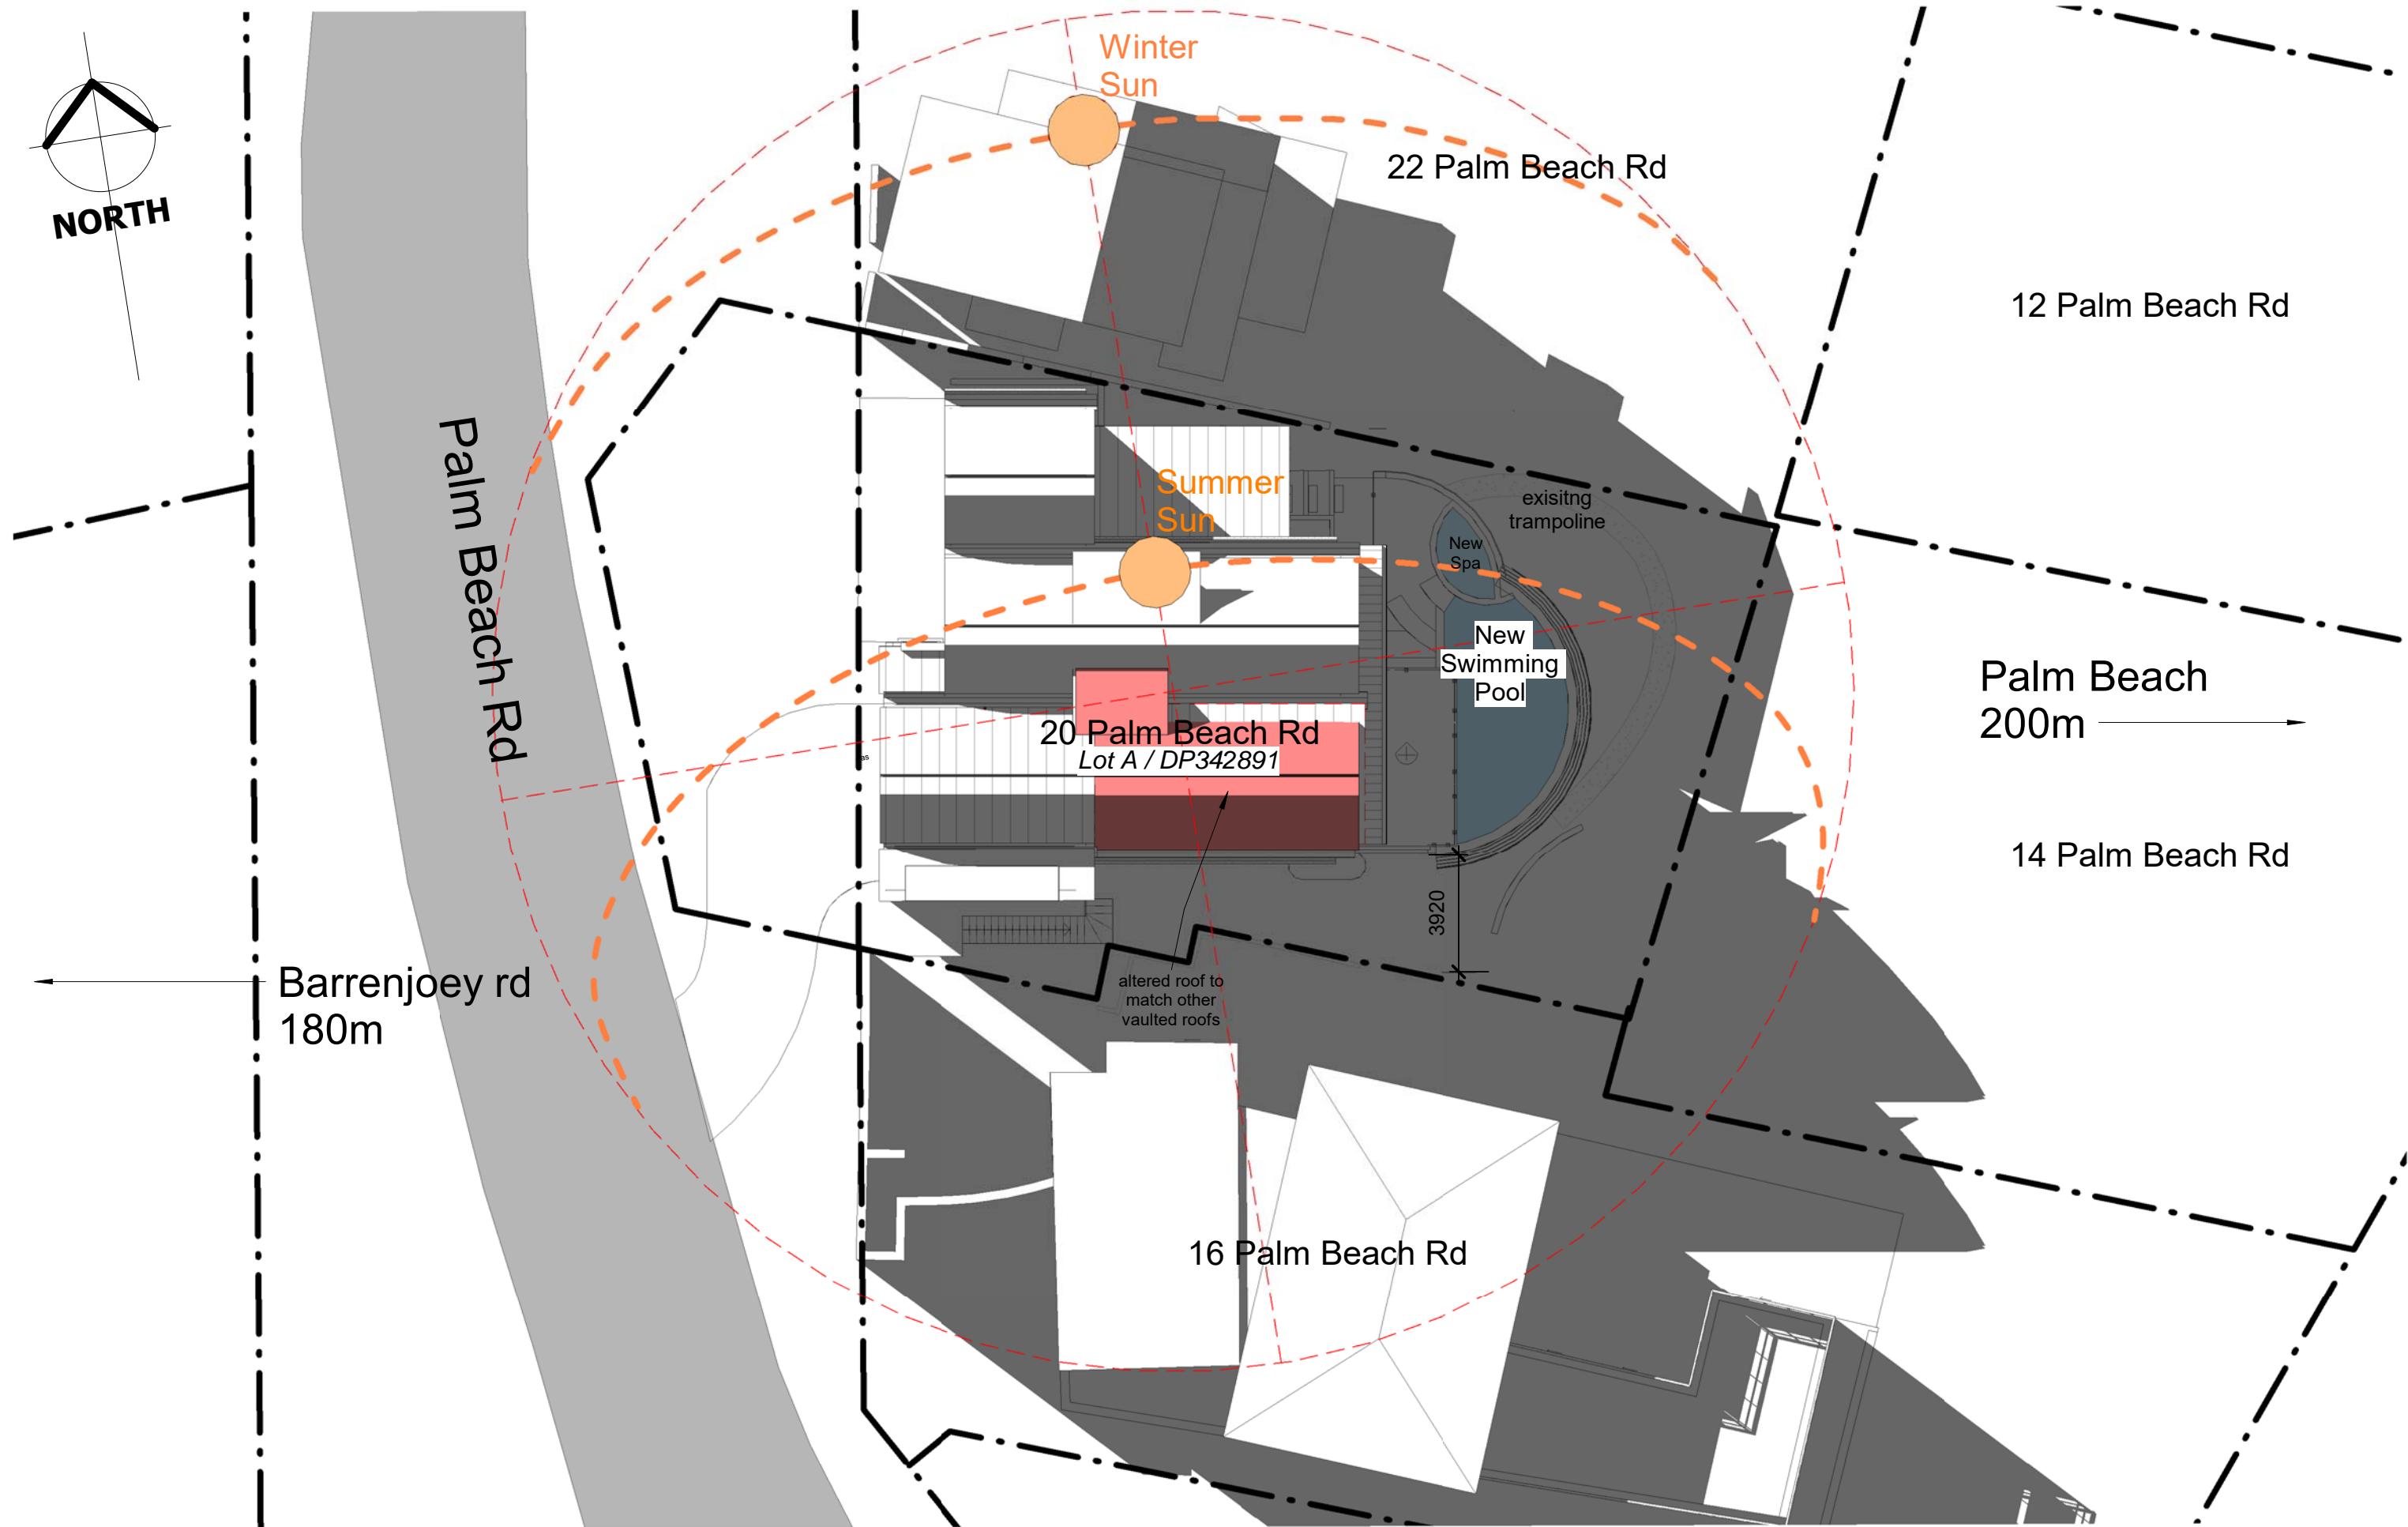 Winter
Sun
22 Palm Beach Rd
NORTH
12 Palm Beach Rd
Palm Beach Rd
Summer
Sun
exisitng
trampoline
New
Spa
New
Swimming
Pool
Palm Beach
200m
20 Palm Beach Rd
Lot A / DP342891
as
14 Palm Beach Rd
3920
Barrenjoey rd
180m
altered roof to
match other
vaulted roofs
16 Palm Beach Rd